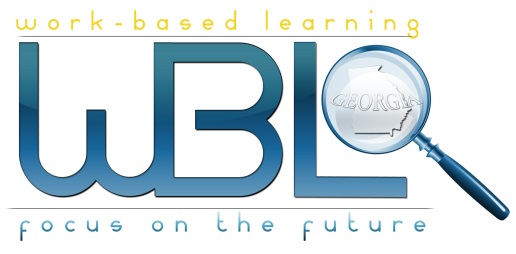 work-based learning
WBL
GEORGIA
focus on the future